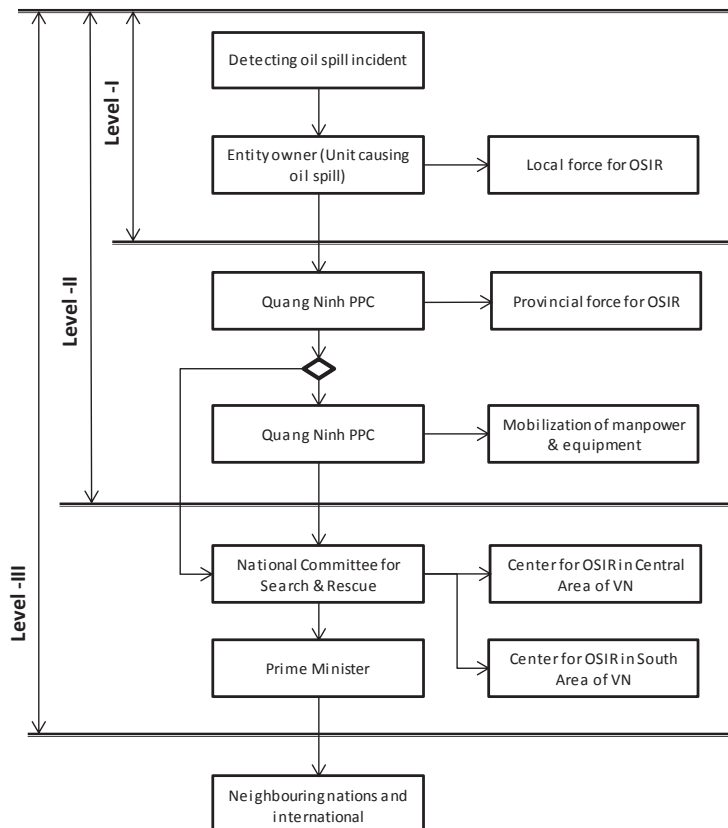 Detecting oil spill incident
Level -I
Entity owner (Unit causing
oil spill)
Local force for OSIR
Level -II
Quang Ninh PPC
Provincial force for OSIR
Quang Ninh PPC
Mobilization of manpower
& equipment
Level -III
National Committee for
Search & Rescue
Center for OSIR in Central
Area of VN
Prime Minister
Center for OSIR in South
Area of VN
Neighbouring nations and
international